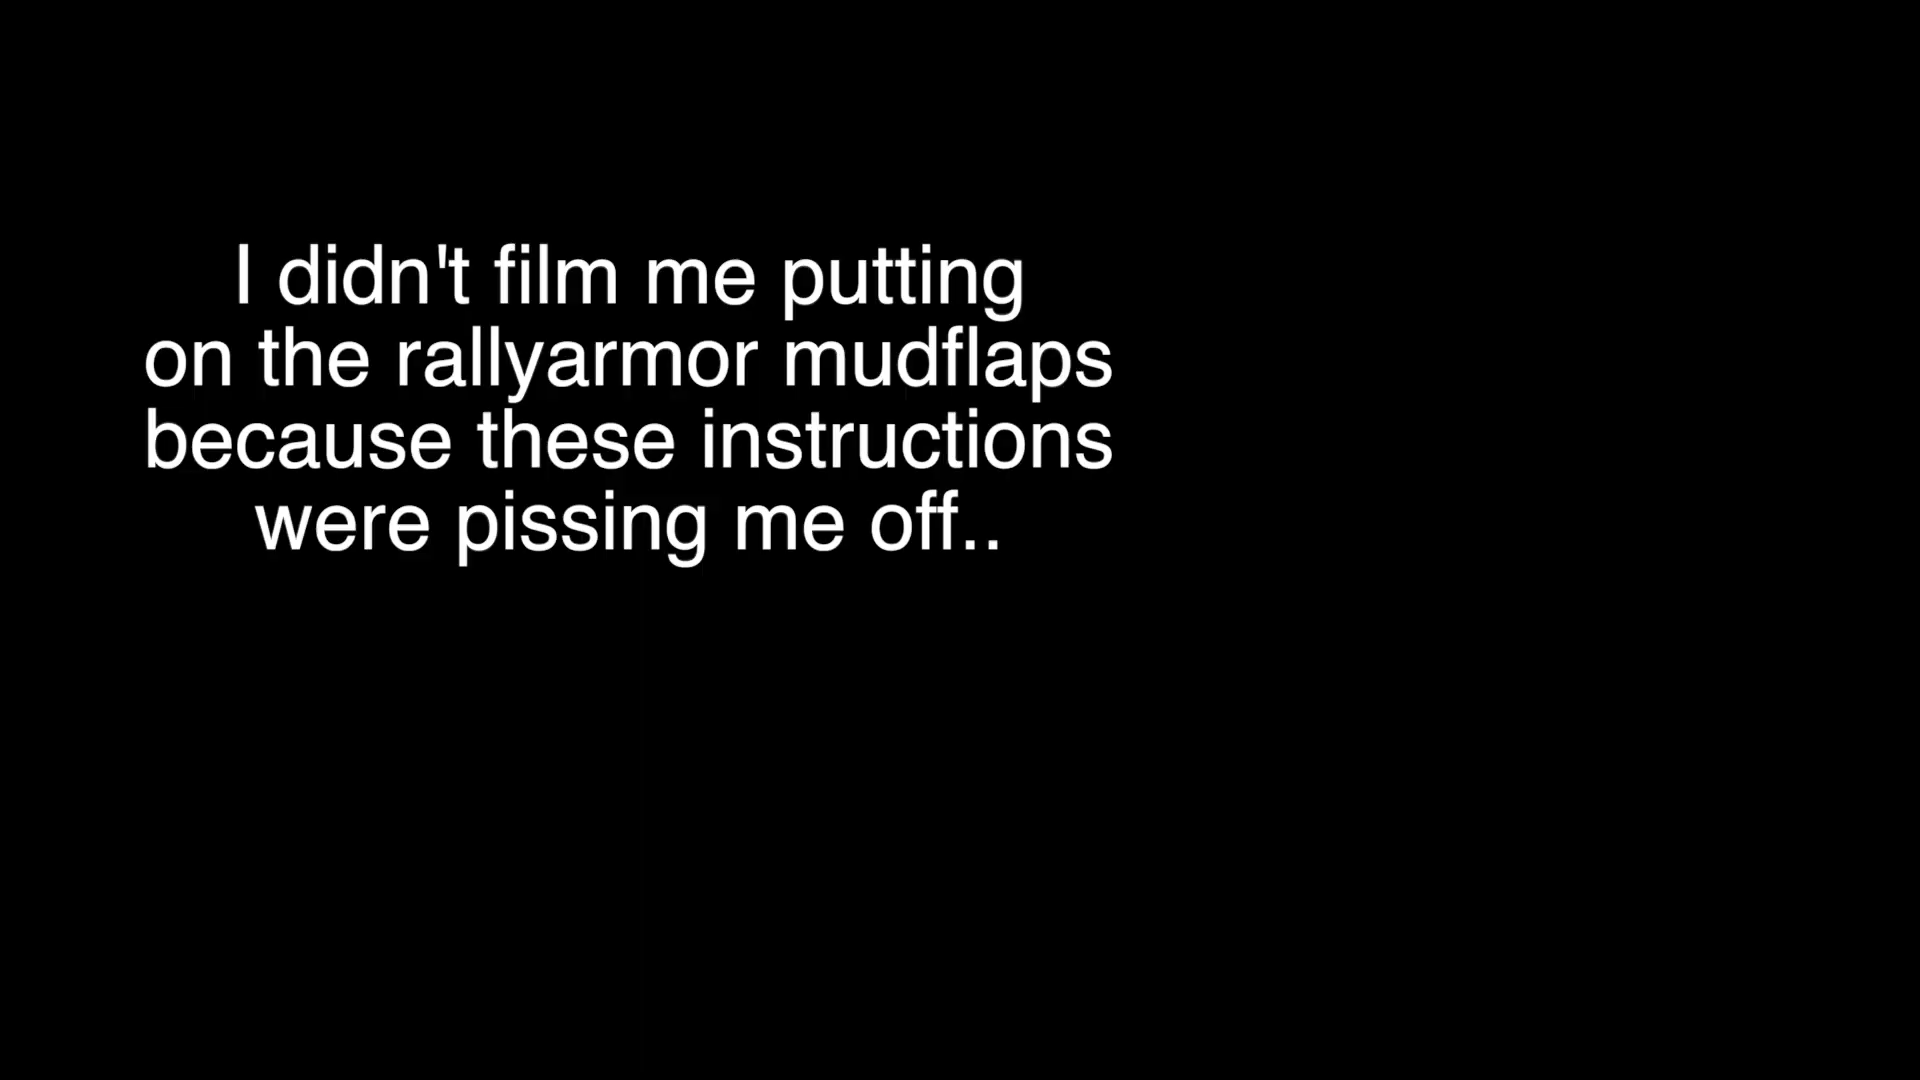 I didn't film me putting
on the rallyarmor mudflaps
because these instructions
were pissing me off..